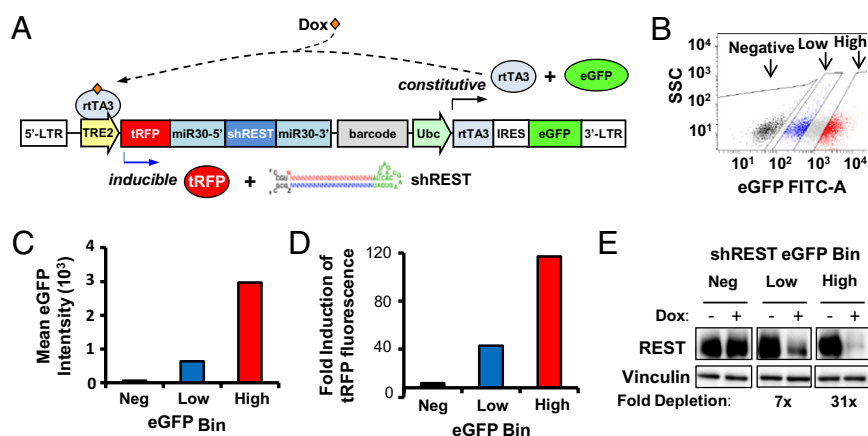 A
Dox
rtTA3
constitutive
rtTA3 + eGFP
5'-LTR
TRE2
tRFP
miR30-5'
shREST
miR30-3'
barcode
Ubc
rtTA3
IRES
eGFP
3'-LTR
inducible
tRFP + shREST
B
Negative
Low
High
SSC
10⁴
10³
10²
10¹
10¹ 10² 10³ 10⁴
eGFP FITC-A
C
Mean eGFP
Intentsity (10³)
4
3
2
1
0
Neg Low High
eGFP Bin
D
Fold Induction of
tRFP fluorescence
120
80
40
0
Neg Low High
eGFP Bin
E
shREST eGFP Bin
Neg Low High
Dox: - + - + - +
REST
Vinculin
Fold Depletion: 7x 31x